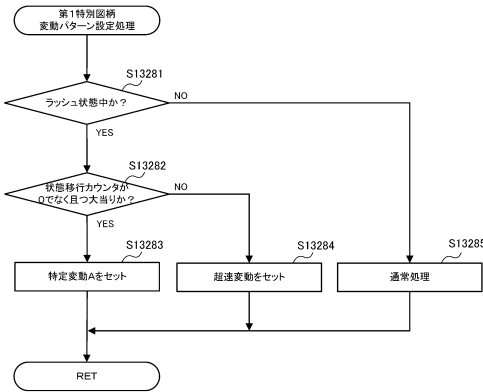 第1特別図柄
変動パターン設定処理
S13281
ラッシュ状態中か?
NO
YES
S13282
状態移行カウンタが
0でなく且つ大当りか?
NO
YES
S13283
特定変動Aをセット
S13284
超速変動をセット
S13285
通常処理
RET